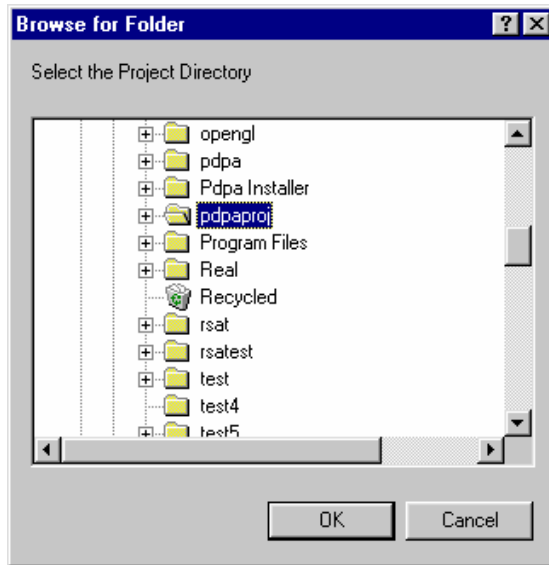 Browse for Folder
Select the Project Directory
opengl
pdpa
Pdpa Installer
pdpaproj
Program Files
Real
Recycled
rsat
rsatest
test
test4
test5
OK Cancel